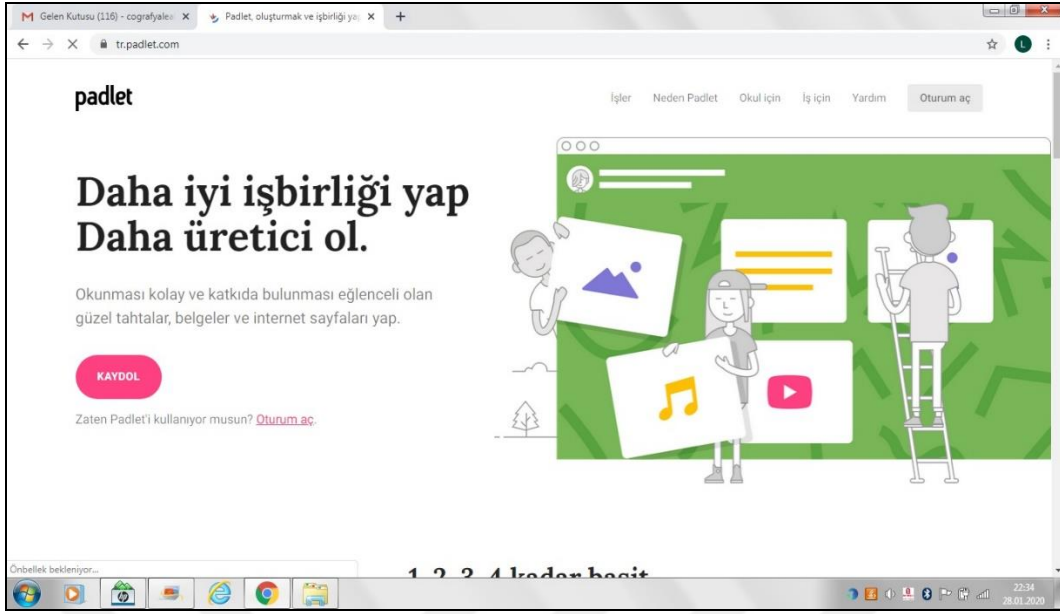 Gelen Kutusu (116) - cografyalea
Padlet, oluşturmak ve işbirliği yap
tr.padlet.com
L
padlet
İşler Neden Padlet Okul için İş için Yardım Oturum aç
Daha iyi işbirliği yap
Daha üretici ol.
Okunması kolay ve katkıda bulunması eğlenceli olan
güzel tahtalar, belgeler ve internet sayfaları yap.
KAYDOL
Zaten Padlet'i kullanıyor musun? Oturum aç.
1, 2, 3, 4 kadar basit
Önbellek bekleniyor...
22:34
28.01.2020